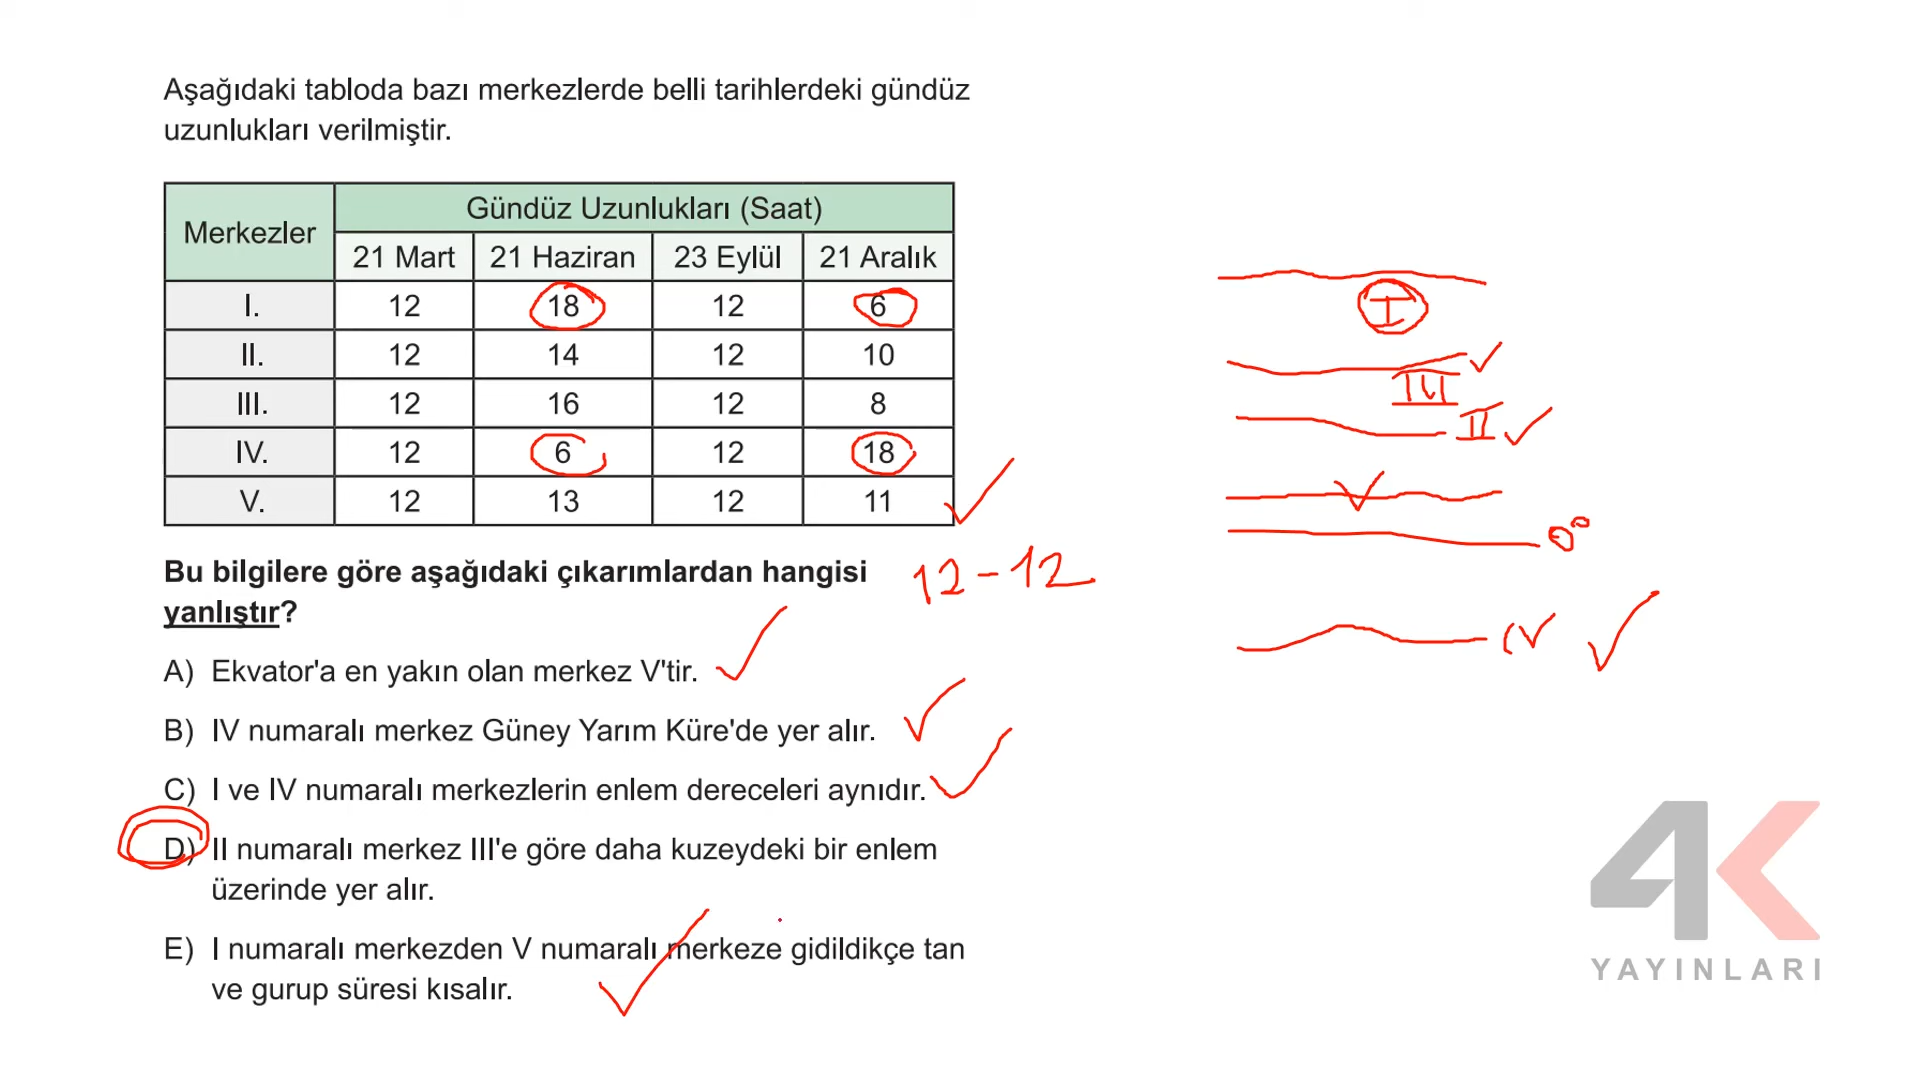 Aşağıdaki tabloda bazı merkezlerde belli tarihlerdeki gündüz
uzunlukları verilmiştir.
Merkezler
Gündüz Uzunlukları (Saat)
21 Mart 21 Haziran 23 Eylül 21 Aralık
I. 12 18 12 6
II. 12 14 12 10
III. 12 16 12 8
IV. 12 6 12 18
V. 12 13 12 11
Bu bilgilere göre aşağıdaki çıkarımlardan hangisi
yanlıştır?
12-12
A) Ekvator'a en yakın olan merkez V'tir.
B) IV numaralı merkez Güney Yarım Küre'de yer alır.
C) I ve IV numaralı merkezlerin enlem dereceleri aynıdır.
D) II numaralı merkez III'e göre daha kuzeydeki bir enlem
üzerinde yer alır.
E) I numaralı merkezden V numaralı merkeze gidildikçe tan
ve gurup süresi kısalır.
I
III
II
V
0°
IV
4K
YAYINLARI